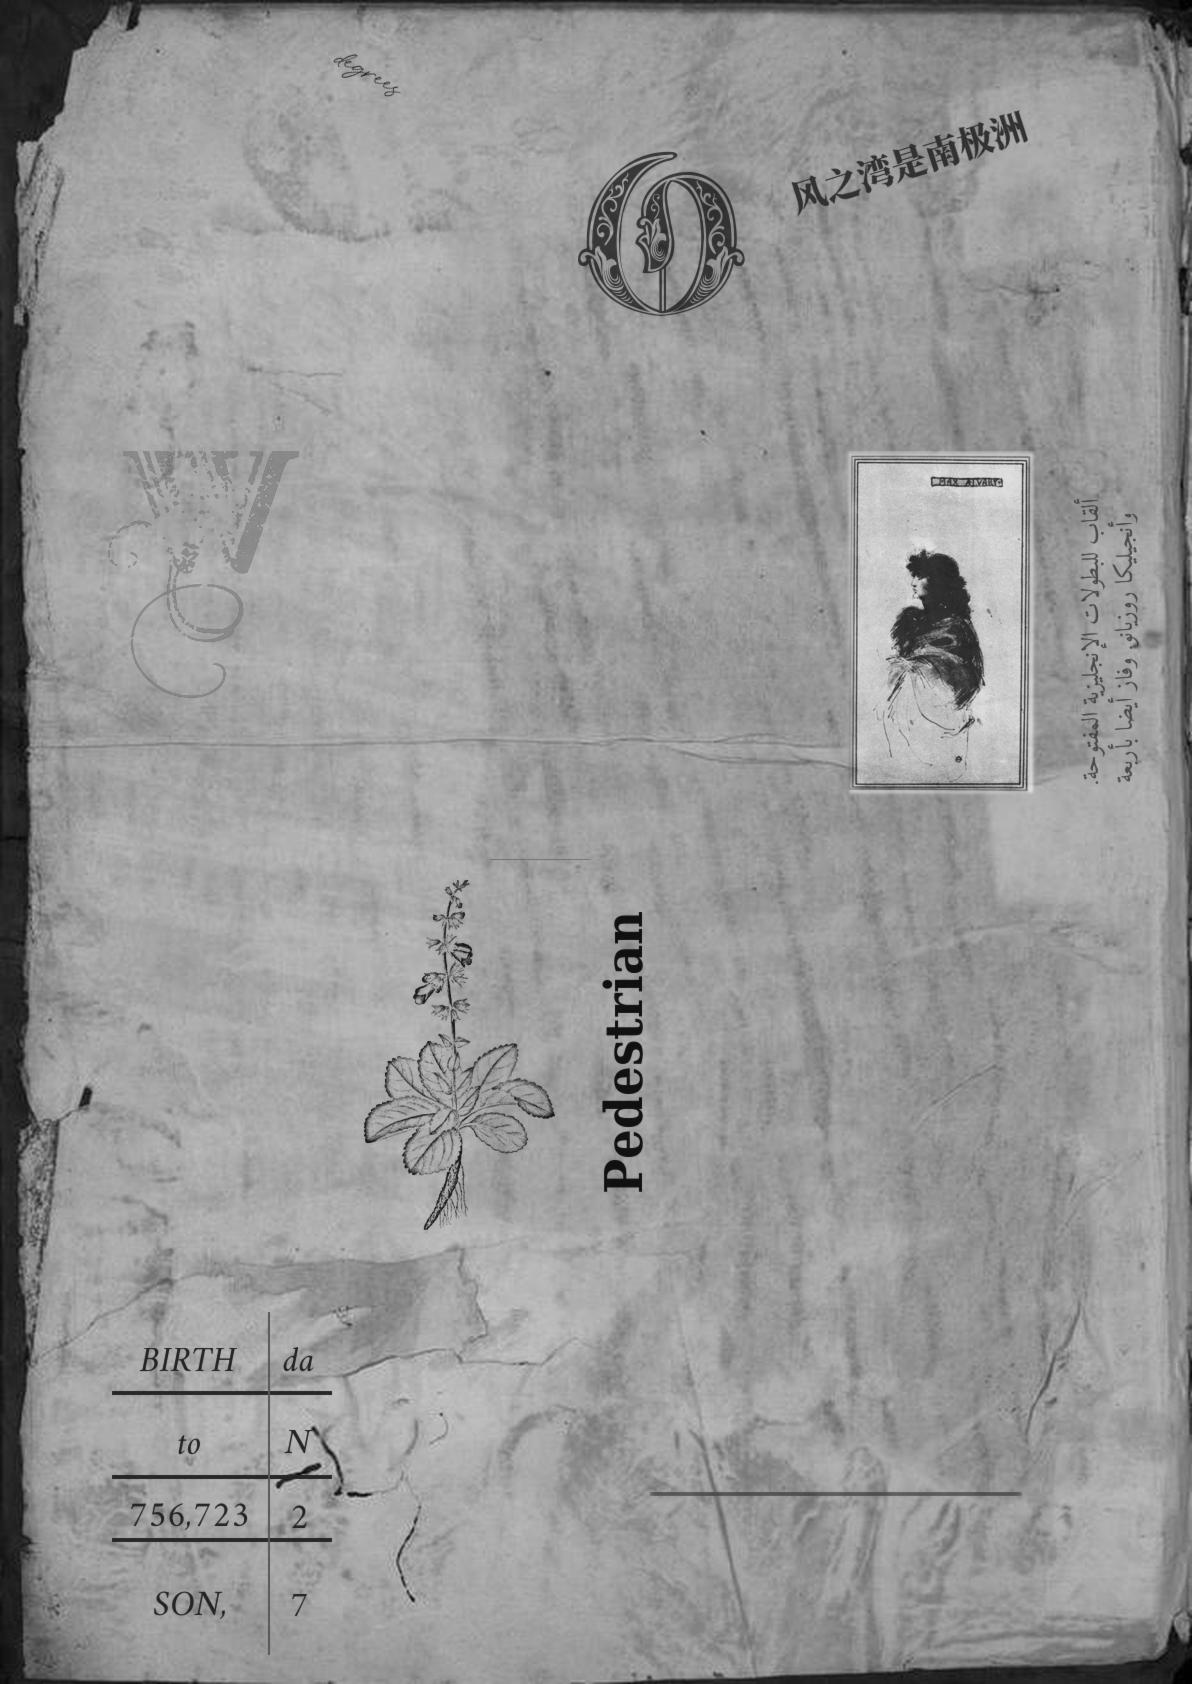 degrees
风之湾是南极洲
W
MAX ALVARY
وأنجيليكا روزيانو وفاز أيضا بأربعة
ألقاب للبطولات الإنجليزية المفتوحة.
Pedestrian
BIRTH da
to N
756,723 2
SON, 7